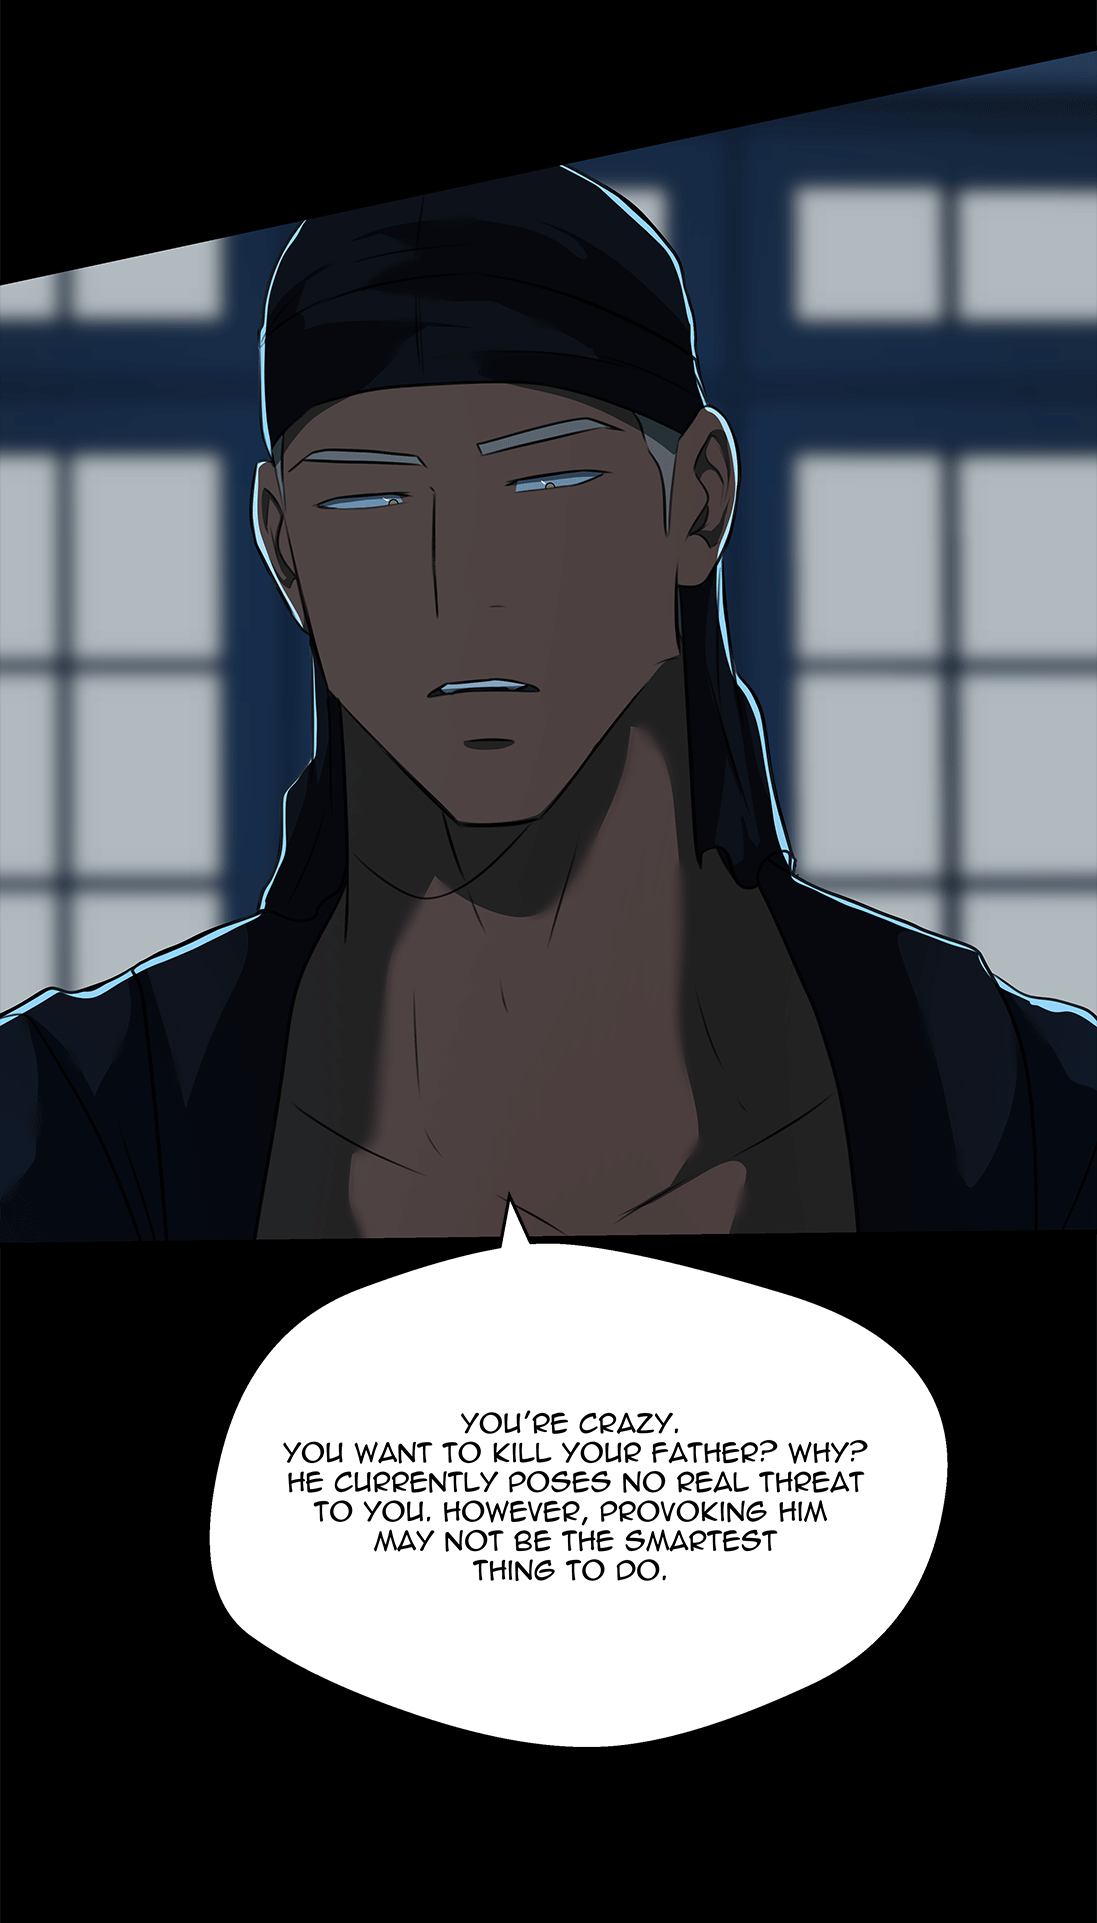 YOU'RE CRAZY.
YOU WANT TO KILL YOUR FATHER? WHY?
HE CURRENTLY POSES NO REAL THREAT
TO YOU. HOWEVER, PROVOKING HIM
MAY NOT BE THE SMARTEST
THING TO DO.